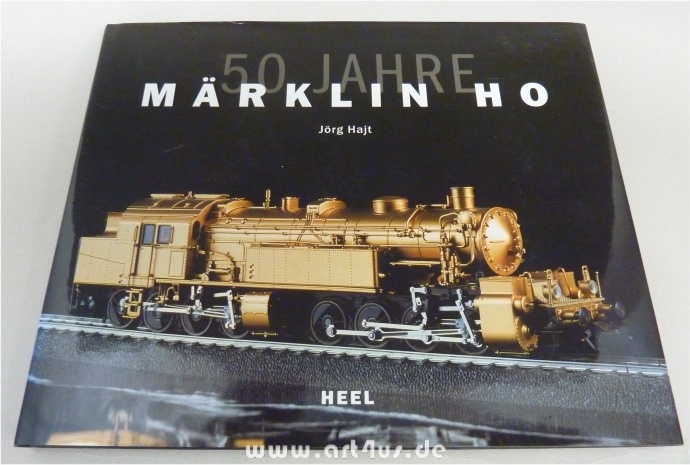 50 JAHRE
MÄRKLIN HO
Jörg Hajt
HEEL
www.art4us.de